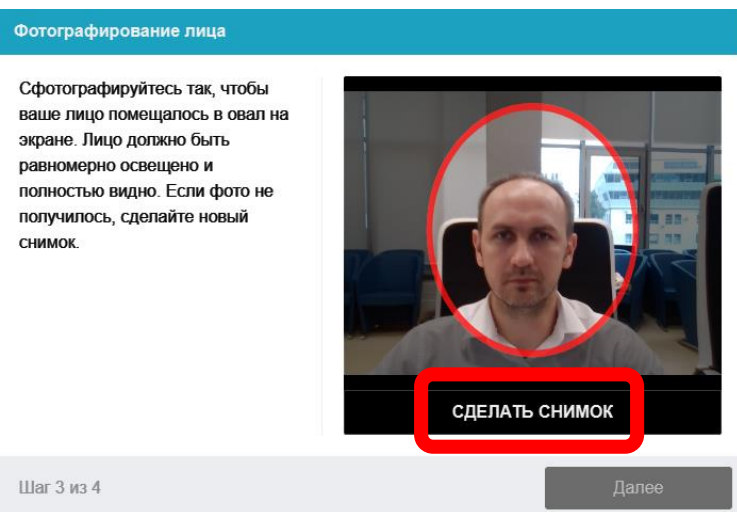 Фотографирование лица
Сфотографируйтесь так, чтобы
ваше лицо помещалось в овал на
экране. Лицо должно быть
равномерно освещено и
полностью видно. Если фото не
получилось, сделайте новый
снимок.
СДЕЛАТЬ СНИМОК
Шаг 3 из 4
Далее